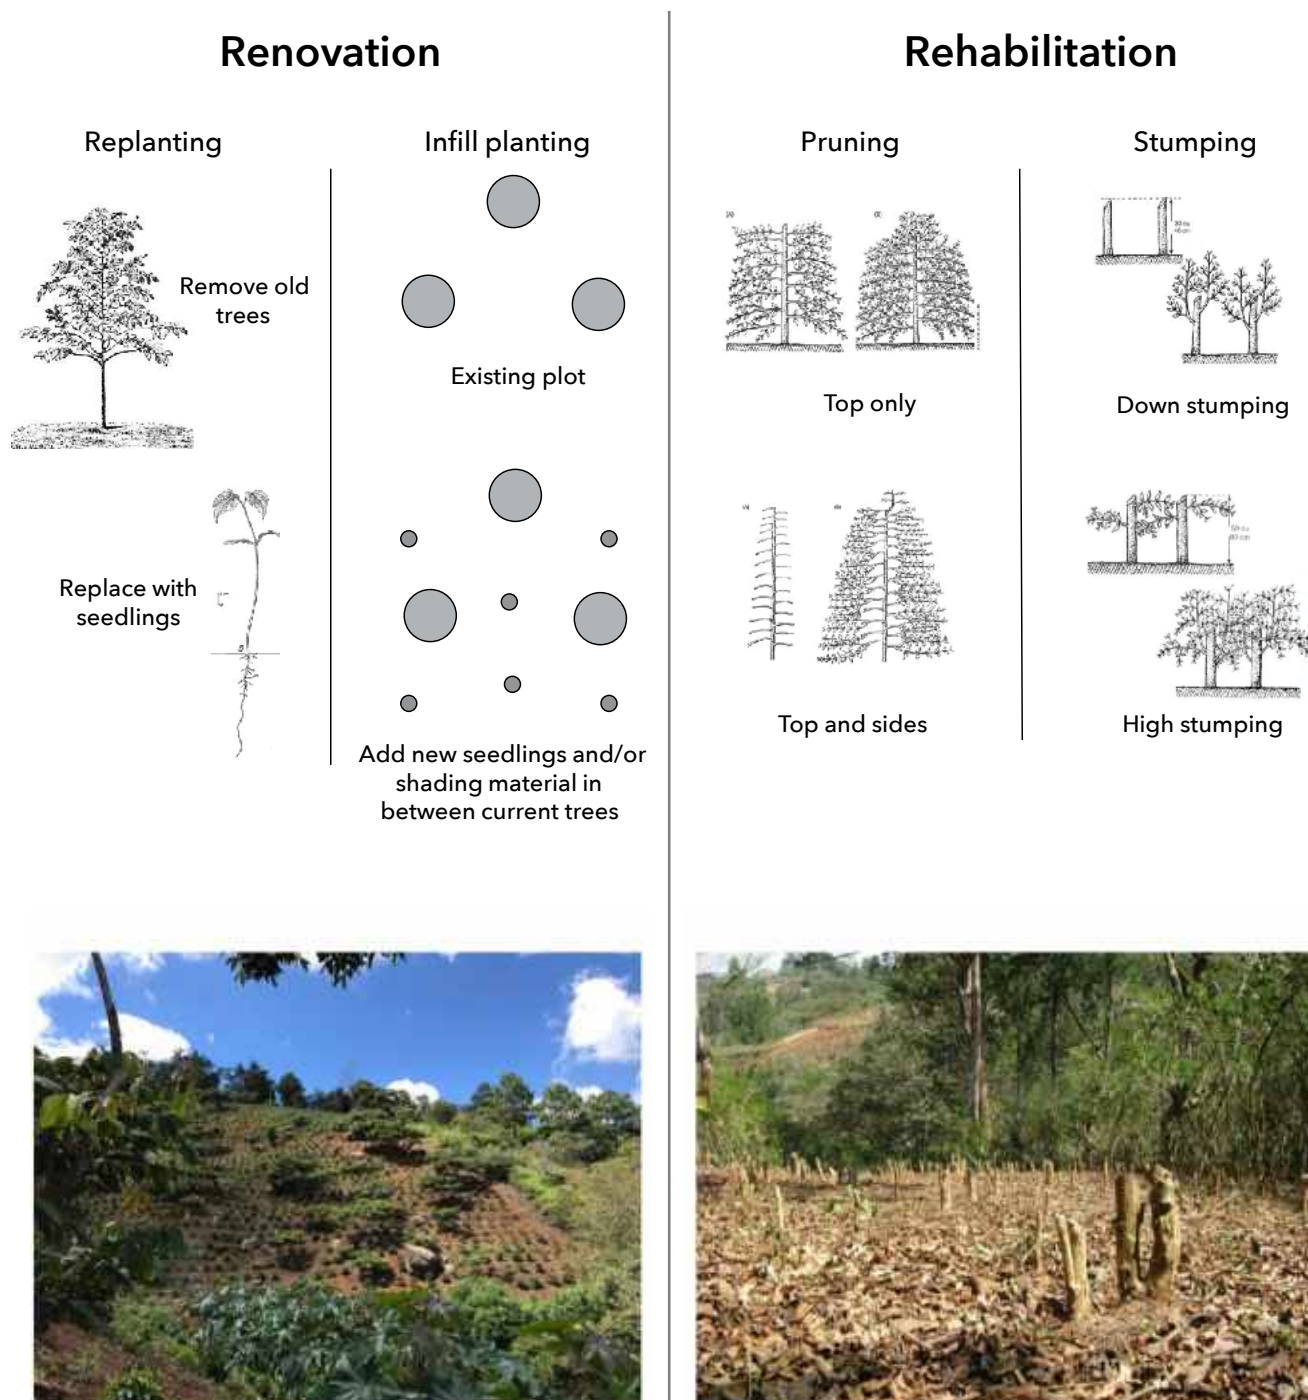 Renovation
Replanting
Infill planting
Remove old
trees
Existing plot
Replace with
seedlings
Add new seedlings and/or
shading material in
between current trees
Rehabilitation
Pruning
Stumping
Top only
Down stumping
Top and sides
High stumping